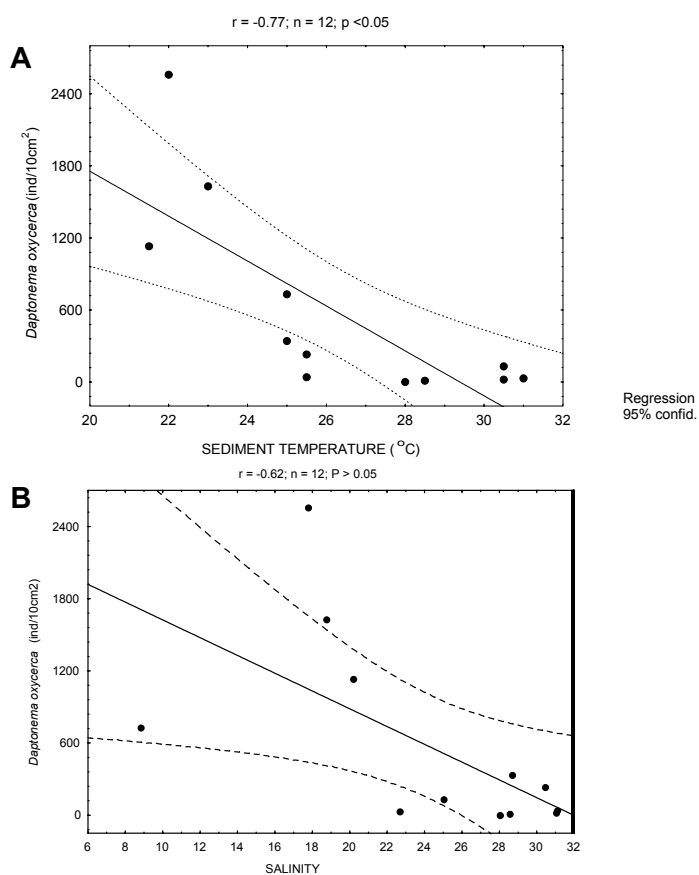 r = -0.77; n = 12; p <0.05
A
2400
1800
1200
600
0
Daptonema oxycerca (ind/10cm²)
20 22 24 26 28 30 32
SEDIMENT TEMPERATURE (°C)
Regression
95% confid.
r = -0.62; n = 12; P > 0.05
B
2400
1800
1200
600
0
Daptonema oxycerca (ind/10cm2)
6 8 10 12 14 16 18 20 22 24 26 28 30 32
SALINITY